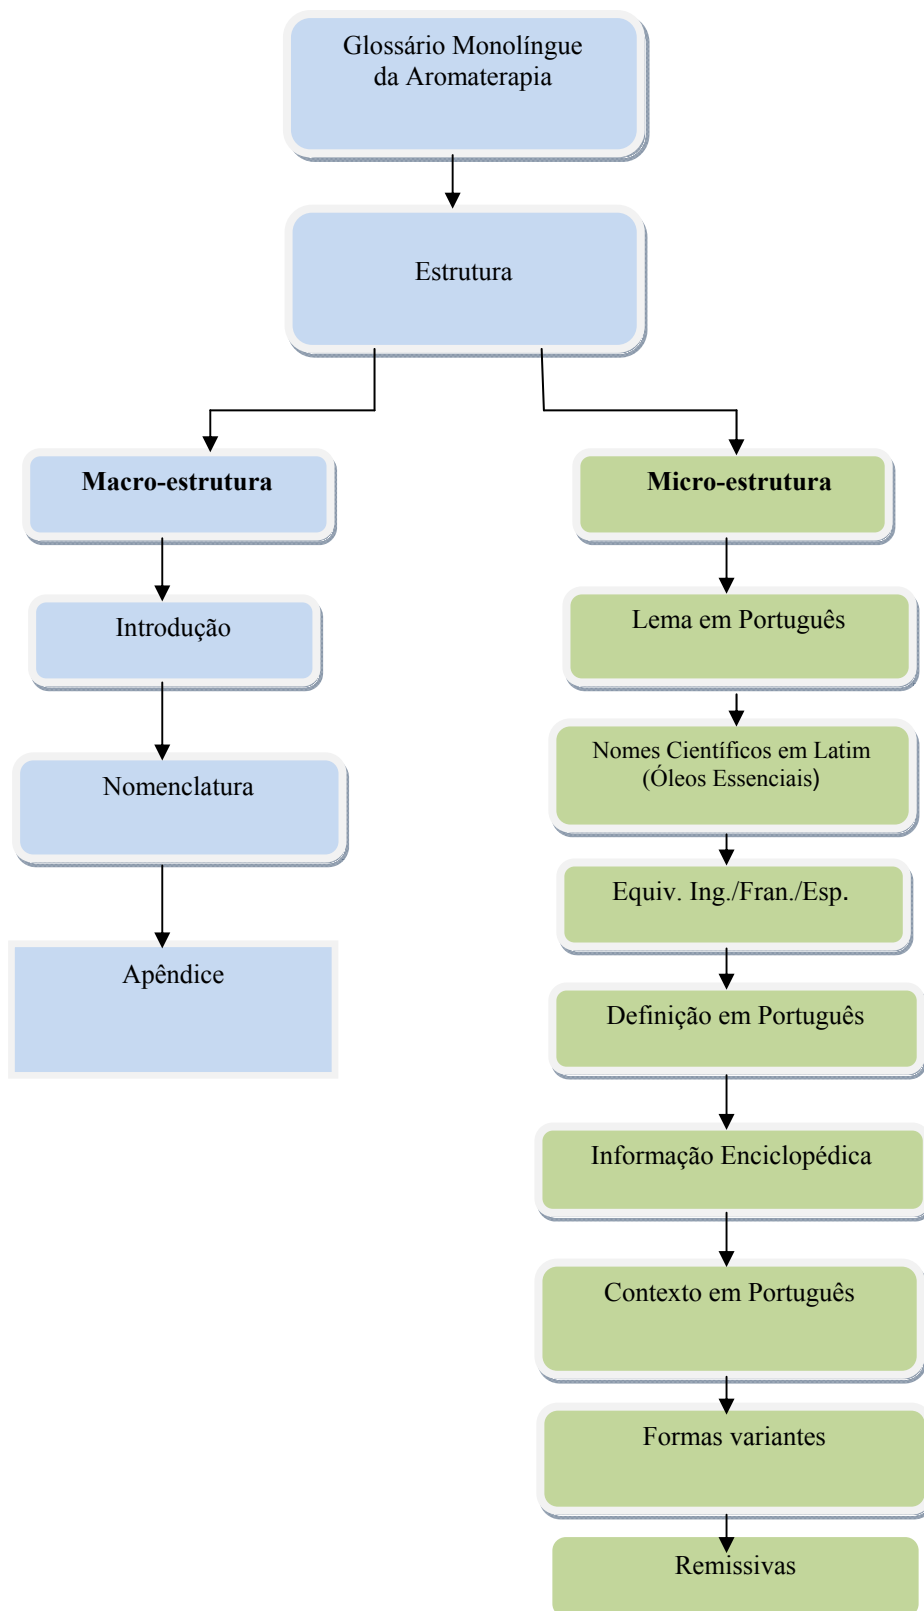 Glossário Monolíngue
da Aromaterapia
Estrutura
Macro-estrutura
Introdução
Nomenclatura
Apêndice
Micro-estrutura
Lema em Português
Nomes Científicos em Latim
(Óleos Essenciais)
Equiv. Ing./Fran./Esp.
Definição em Português
Informação Enciclopédica
Contexto em Português
Formas variantes
Remissivas